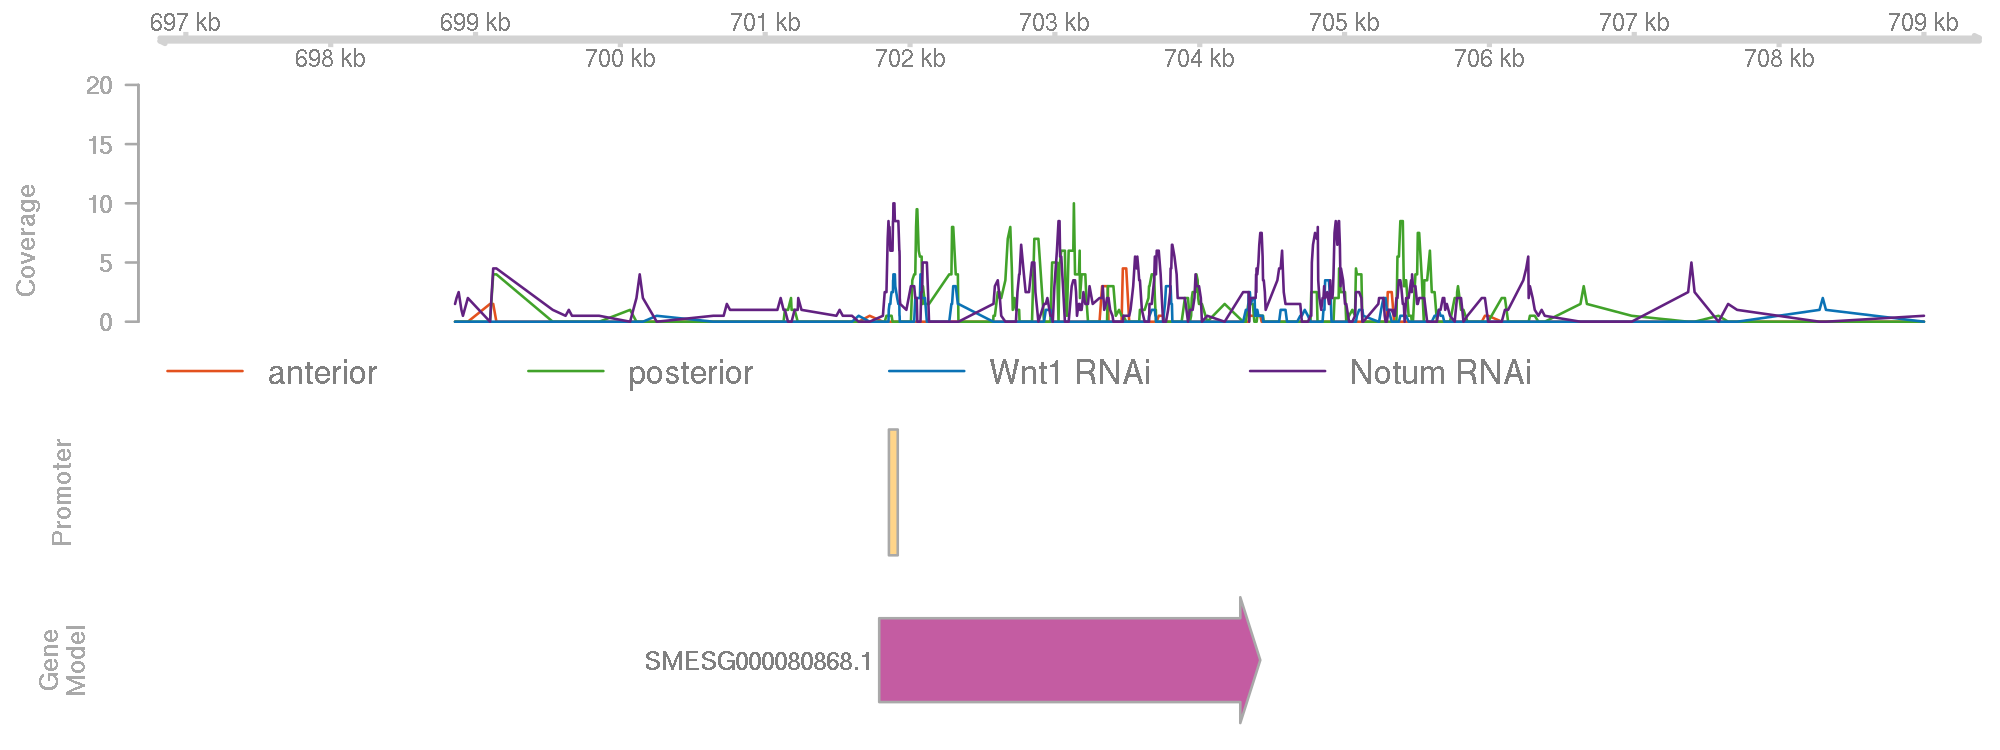 697 kb 699 kb 701 kb 703 kb 705 kb 707 kb 709 kb
698 kb 700 kb 702 kb 704 kb 706 kb 708 kb
Coverage
20
15
10
5
0
anterior posterior Wnt1 RNAi Notum RNAi
Promoter
Gene
Model
SMESG000080868.1